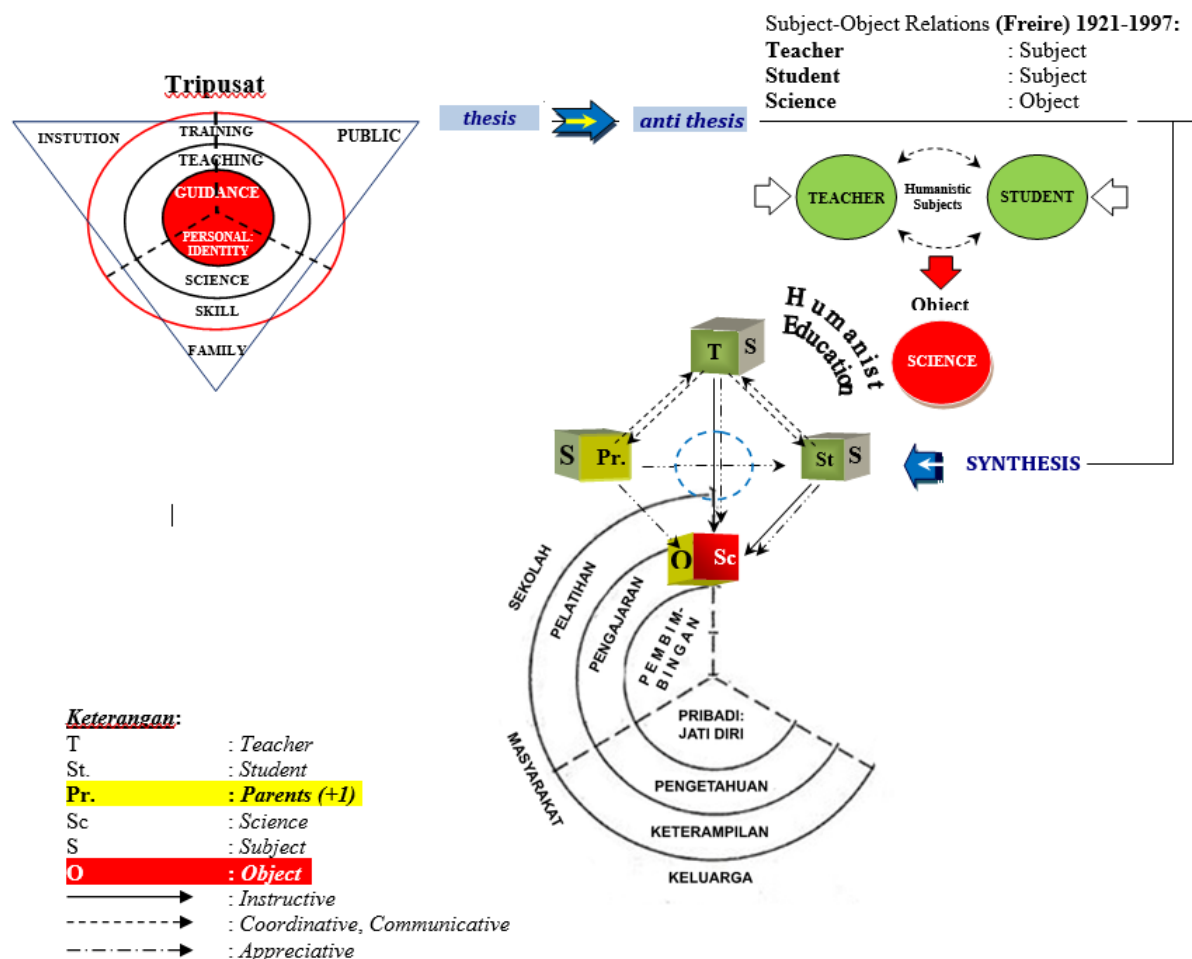 Subject-Object Relations (Freire) 1921-1997:
Teacher : Subject
Student : Subject
Science : Object
Tripusat
INSTUTION
TRAINING
PUBLIC
TEACHING
GUIDANCE
PERSONAL:
IDENTITY
SCIENCE
SKILL
FAMILY
thesis
anti thesis
TEACHER
Humanistic
Subjects
STUDENT
Object
SCIENCE
Humanist
Education
T S
S Pr.
St S
SYNTHESIS
O Sc
SEKOLAH
PELATIHAN
PENGAJARAN
PEMBIM-
BINGAN
PRIBADI:
JATI DIRI
MASYARAKAT
PENGETAHUAN
KETERAMPILAN
KELUARGA
Keterangan:
T : Teacher
St. : Student
Pr. : Parents (+1)
Sc : Science
S : Subject
O : Object
: Instructive
: Coordinative, Communicative
: Appreciative